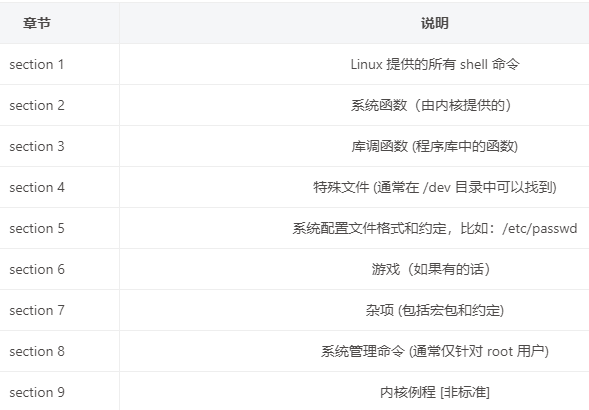 章节 说明
section 1 Linux 提供的所有 shell 命令
section 2 系统函数（由内核提供的）
section 3 库调函数 (程序库中的函数)
section 4 特殊文件 (通常在 /dev 目录中可以找到)
section 5 系统配置文件格式和约定，比如：/etc/passwd
section 6 游戏（如果有的话）
section 7 杂项 (包括宏包和约定)
section 8 系统管理命令 (通常仅针对 root 用户)
section 9 内核例程 [非标准]